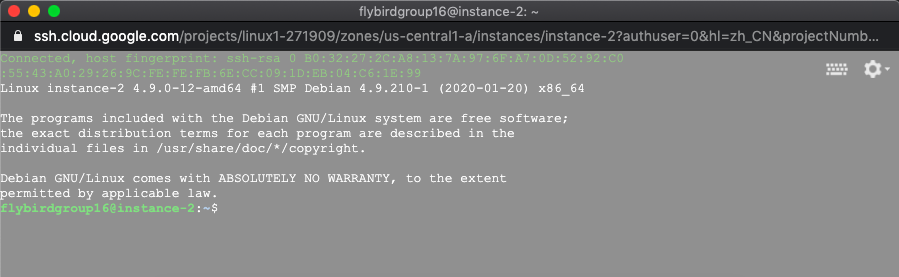 flybirdgroup16@instance-2: ~
ssh.cloud.google.com/projects/linux1-271909/zones/us-central1-a/instances/instance-2?authuser=0&hl=zh_CN&projectNumb...
Connected, host fingerprint: ssh-rsa 0 B0:32:27:2C:A8:13:7A:97:6F:A7:0D:52:92:C0
:55:43:A0:29:26:9C:FE:FE:FB:6E:CC:09:1D:EB:04:C6:1E:99
Linux instance-2 4.9.0-12-amd64 #1 SMP Debian 4.9.210-1 (2020-01-20) x86_64
The programs included with the Debian GNU/Linux system are free software;
the exact distribution terms for each program are described in the
individual files in /usr/share/doc/*/copyright.
Debian GNU/Linux comes with ABSOLUTELY NO WARRANTY, to the extent
permitted by applicable law.
flybirdgroup16@instance-2:~$